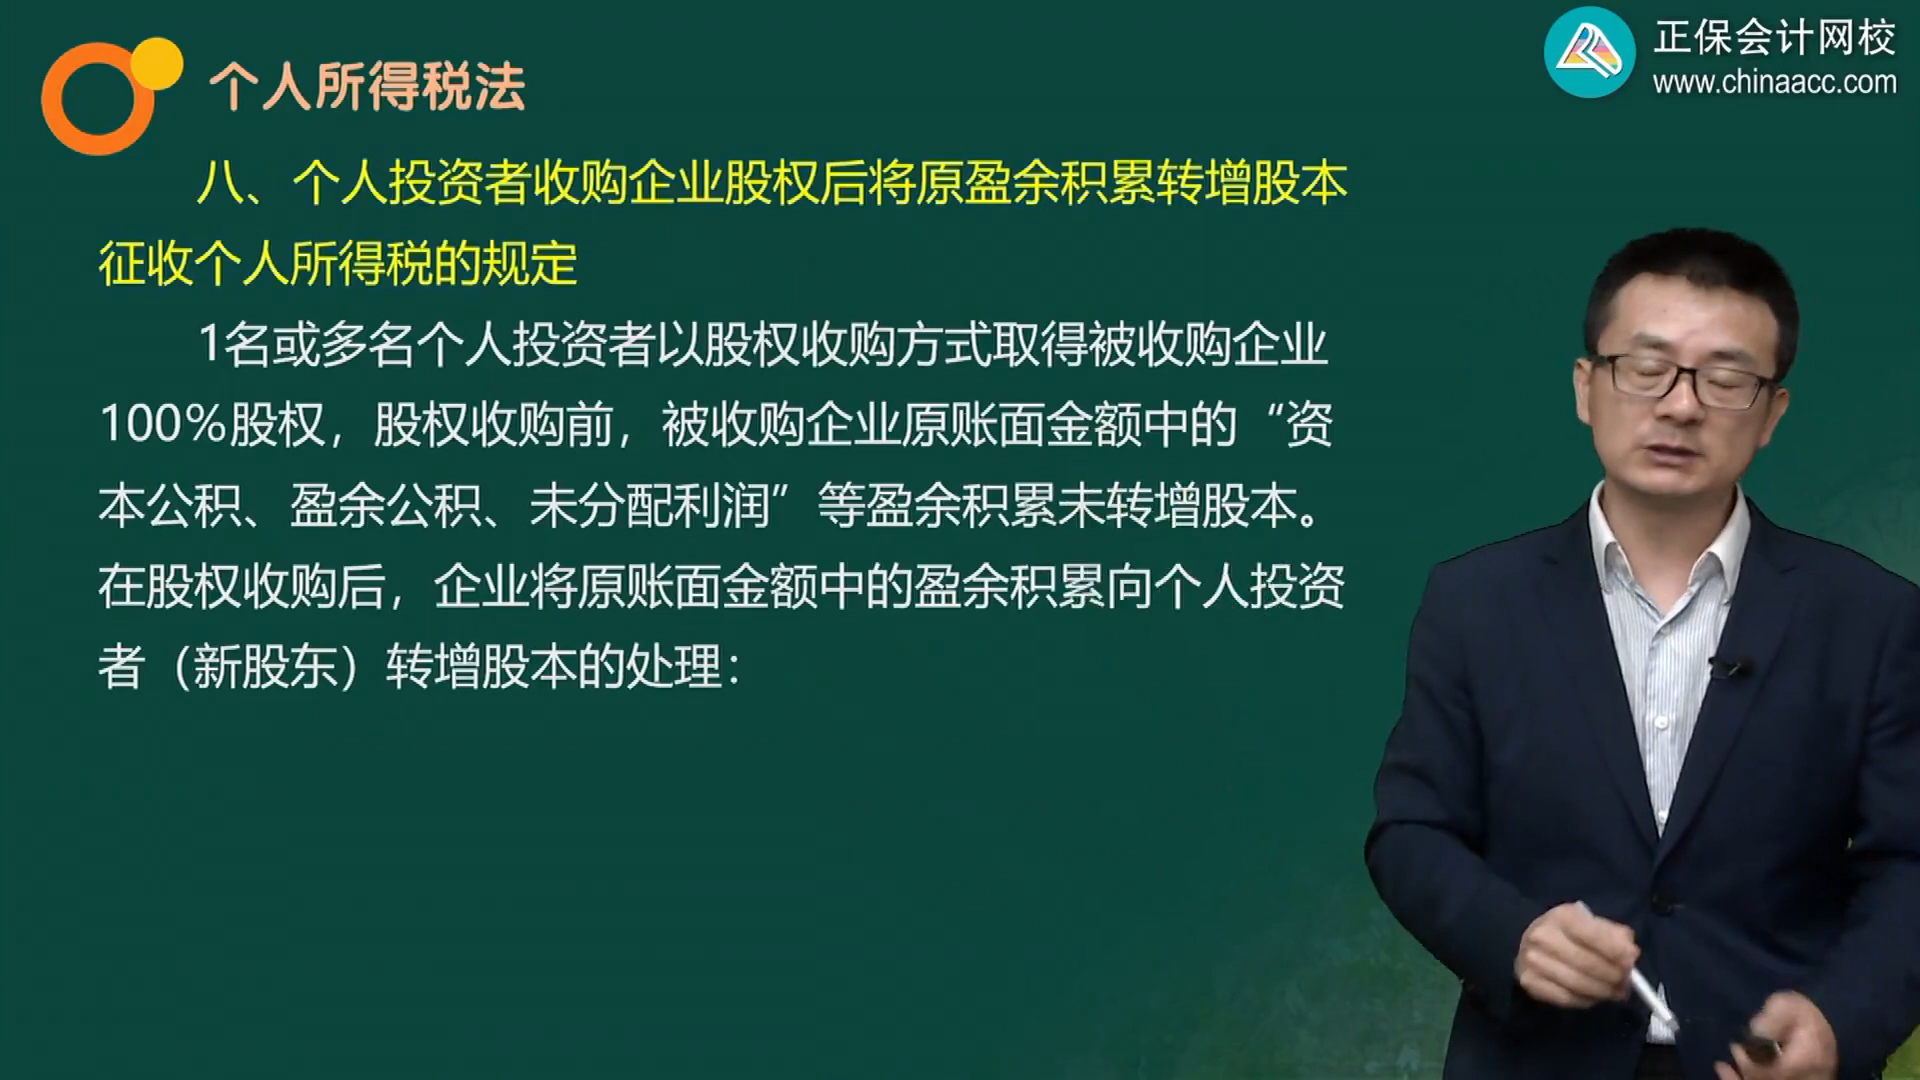 正保会计网校
www.chinaacc.com
个人所得税法
八、个人投资者收购企业股权后将原盈余积累转增股本
征收个人所得税的规定
1名或多名个人投资者以股权收购方式取得被收购企业
100%股权，股权收购前，被收购企业原账面金额中的“资
本公积、盈余公积、未分配利润”等盈余积累未转增股本。
在股权收购后，企业将原账面金额中的盈余积累向个人投资
者（新股东）转增股本的处理：